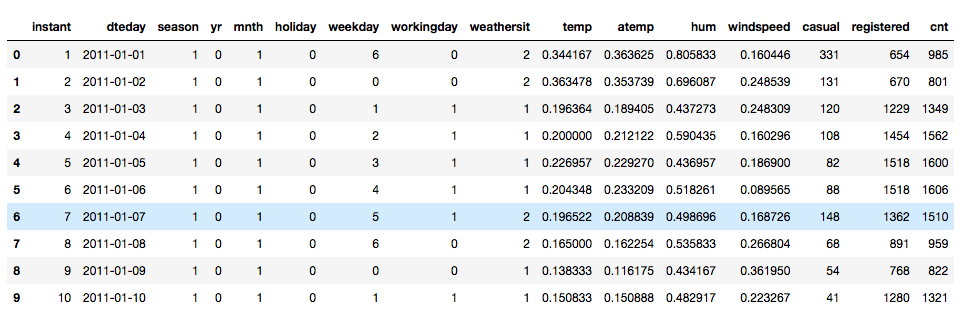 instant dteday season yr mnth holiday weekday workingday weathersit temp atemp hum windspeed casual registered cnt
0 1 2011-01-01 1 0 1 0 6 0 2 0.344167 0.363625 0.805833 0.160446 331 654 985
1 2 2011-01-02 1 0 1 0 0 0 2 0.363478 0.353739 0.696087 0.248539 131 670 801
2 3 2011-01-03 1 0 1 0 1 1 1 0.196364 0.189405 0.437273 0.248309 120 1229 1349
3 4 2011-01-04 1 0 1 0 2 1 1 0.200000 0.212122 0.590435 0.160296 108 1454 1562
4 5 2011-01-05 1 0 1 0 3 1 1 0.226957 0.229270 0.436957 0.186900 82 1518 1600
5 6 2011-01-06 1 0 1 0 4 1 1 0.204348 0.233209 0.518261 0.089565 88 1518 1606
6 7 2011-01-07 1 0 1 0 5 1 2 0.196522 0.208839 0.498696 0.168726 148 1362 1510
7 8 2011-01-08 1 0 1 0 6 0 2 0.165000 0.162254 0.535833 0.266804 68 891 959
8 9 2011-01-09 1 0 1 0 0 0 1 0.138333 0.116175 0.434167 0.361950 54 768 822
9 10 2011-01-10 1 0 1 0 1 1 1 0.150833 0.150888 0.482917 0.223267 41 1280 1321